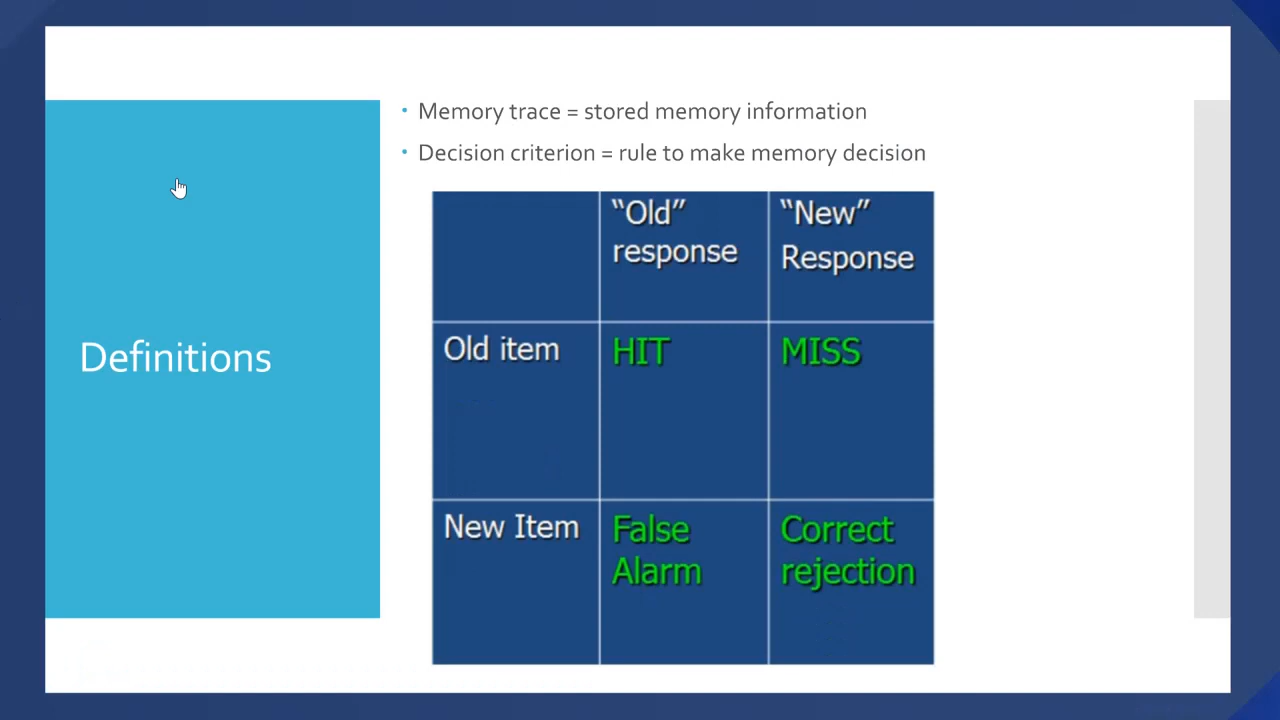 Definitions
• Memory trace = stored memory information
• Decision criterion = rule to make memory decision
“Old” “New”
response Response
Old item HIT MISS
New Item False Correct
Alarm rejection